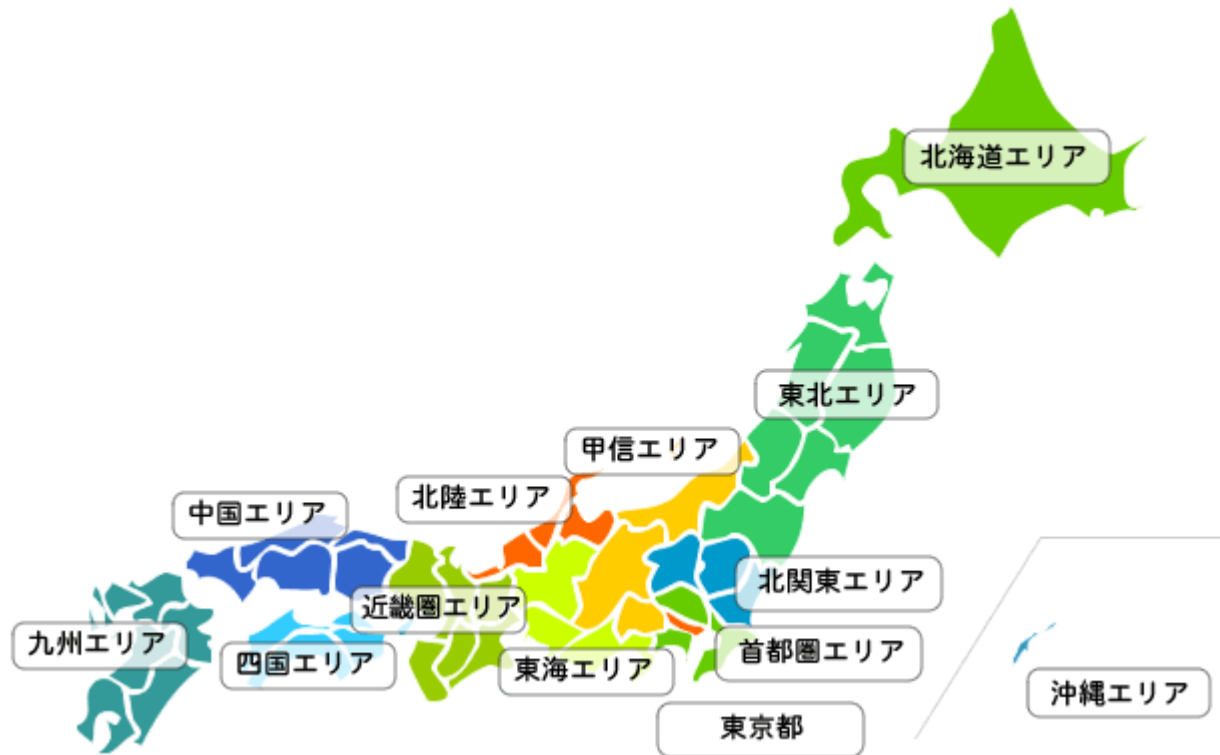 北海道エリア
東北エリア
甲信エリア
北陸エリア
中国エリア
北関東エリア
近畿圏エリア
九州エリア
四国エリア
東海エリア
首都圏エリア
沖縄エリア
東京都